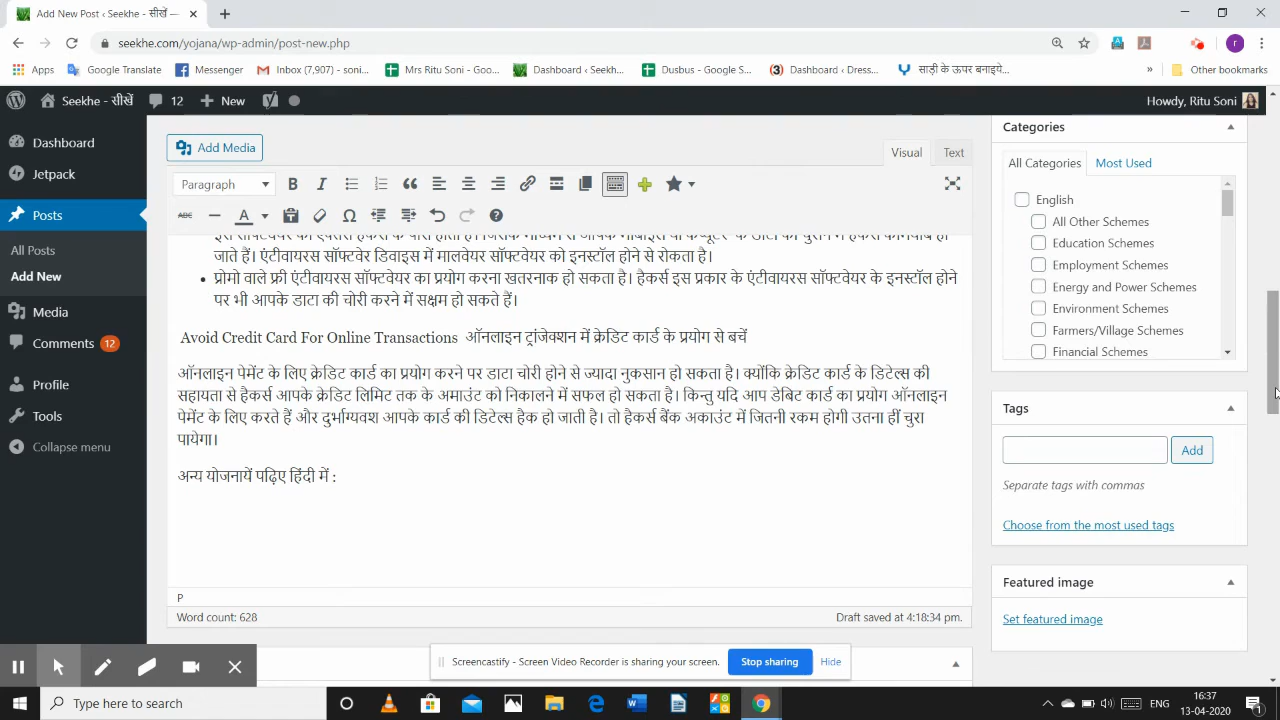 Add New Post ‹ Seekhe - सीखें — ×
seekhe.com/yojana/wp-admin/post-new.php
r
Apps Google Translate Messenger Inbox (7,907) - soni... Mrs Ritu Soni - Goo... Dashboard ‹ Seekh... Dusbus - Google S... Dashboard ‹ Dress... साड़ी के ऊपर बनाइये... » Other bookmarks
Seekhe - सीखें 12 New Howdy, Ritu Soni
Dashboard
Jetpack
Posts
All Posts
Add New
Media
Comments 12
Profile
Tools
Collapse menu
Add Media
Visual Text
Paragraph
जाते हैं। एंटीवायरस सॉफ्टवेर डिवाइस में मालवेयर सॉफ्टवेयर को इनस्टॉल होने से रोकता है।
प्रोमो वाले फ्री एंटीवायरस सॉफ्टवेयर का प्रयोग करना खतरनाक हो सकता है। हैकर्स इस प्रकार के एंटीवायरस सॉफ्टवेयर के इनस्टॉल होने
पर भी आपके डाटा की चोरी करने में सक्षम हो सकते हैं।
Avoid Credit Card For Online Transactions ऑनलाइन ट्रांजेक्शन में क्रेडिट कार्ड के प्रयोग से बचें
ऑनलाइन पेमेंट के लिए क्रेडिट कार्ड का प्रयोग करने पर डाटा चोरी होने से ज्यादा नुकसान हो सकता है। क्योंकि क्रेडिट कार्ड के डिटेल्स की
सहायता से हैकर्स आपके क्रेडिट लिमिट तक के अमाउंट को निकालने में सफल हो सकता है। किन्तु यदि आप डेबिट कार्ड का प्रयोग ऑनलाइन
पेमेंट के लिए करते हैं और दुर्भाग्यवश आपके कार्ड की डिटेल्स हैक हो जाती है। तो हैकर्स बैंक अकाउंट में जितनी रकम होगी उतना हीं चुरा
पायेगा।
अन्य योजनायें पढ़िए हिंदी में :
P
Word count: 628 Draft saved at 4:18:34 pm.
Categories
All Categories Most Used
English
All Other Schemes
Education Schemes
Employment Schemes
Energy and Power Schemes
Environment Schemes
Farmers/Village Schemes
Financial Schemes
Tags
Add
Separate tags with commas
Choose from the most used tags
Featured image
Set featured image
Screencastify - Screen Video Recorder is sharing your screen. Stop sharing Hide
Type here to search
ENG
16:37
13-04-2020